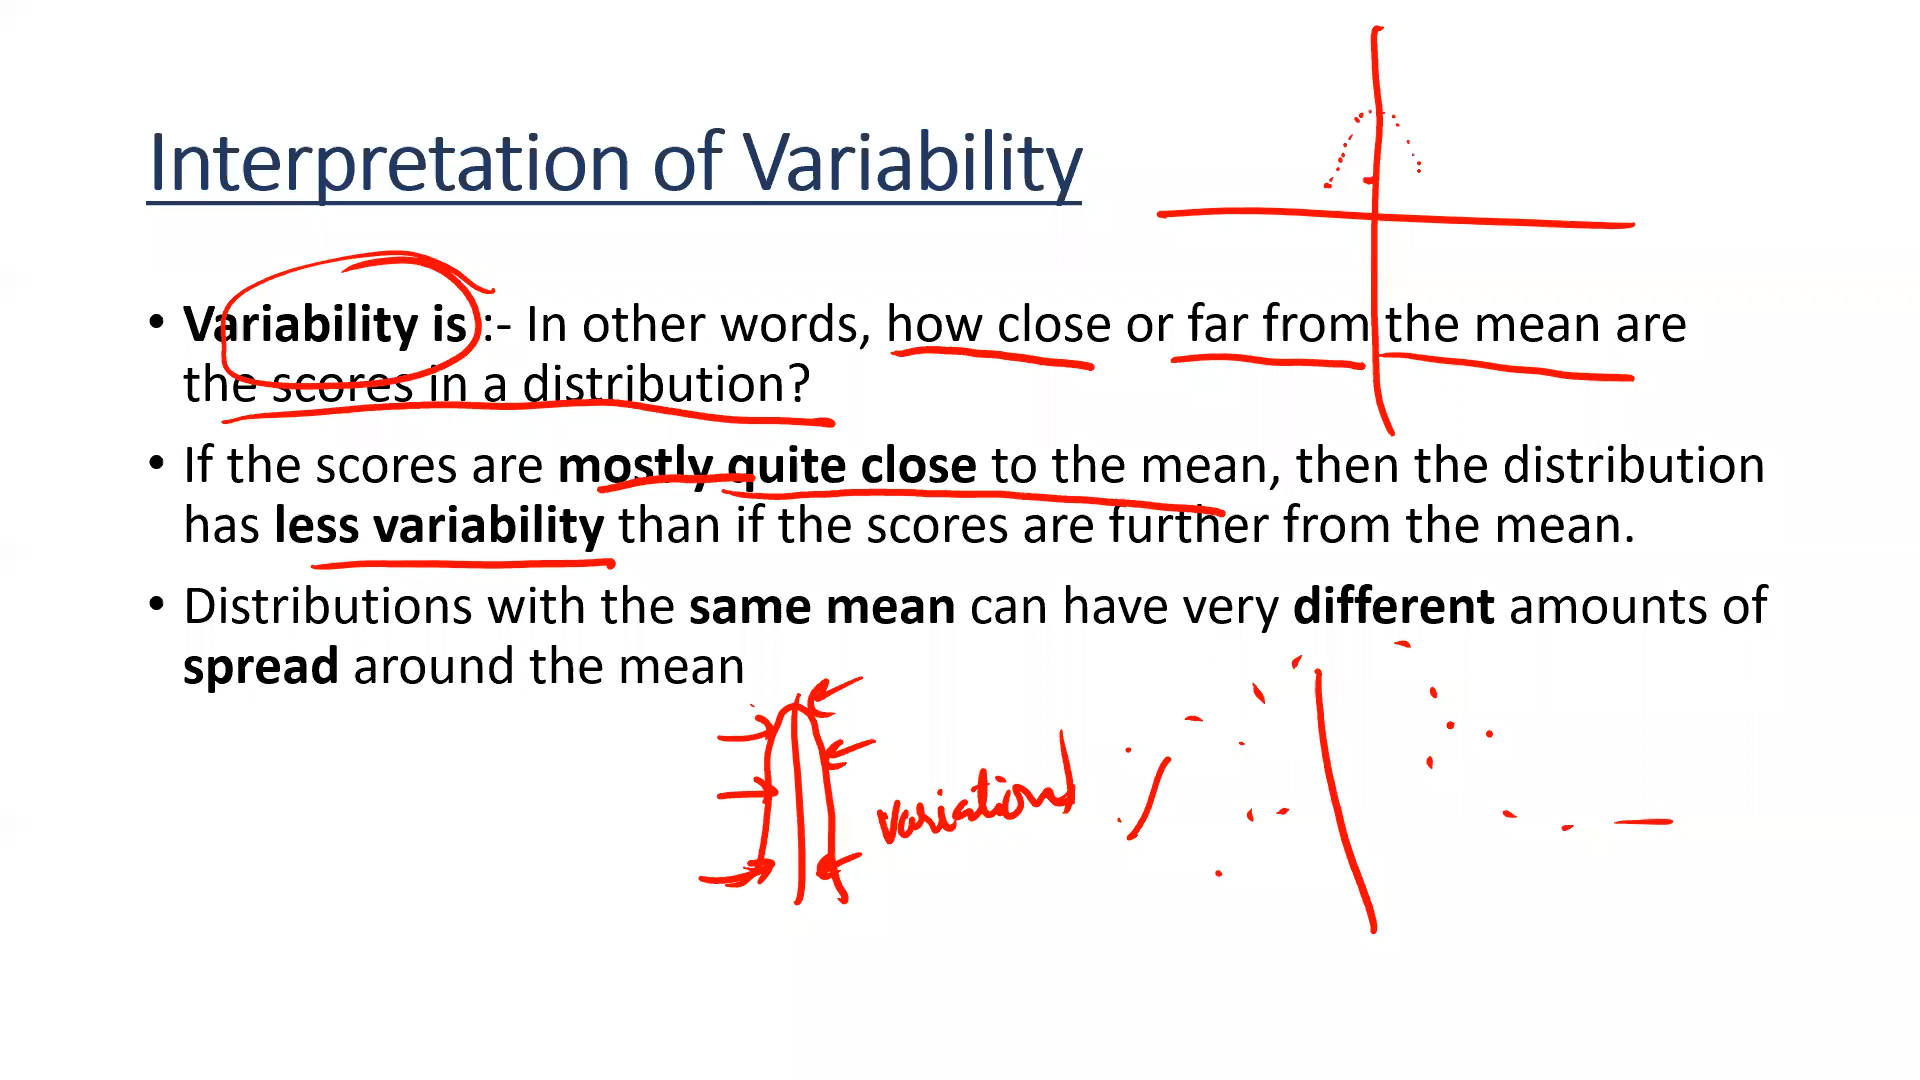 Interpretation of Variability
• Variability is :- In other words, how close or far from the mean are
the scores in a distribution?
• If the scores are mostly quite close to the mean, then the distribution
has less variability than if the scores are further from the mean.
• Distributions with the same mean can have very different amounts of
spread around the mean
variation